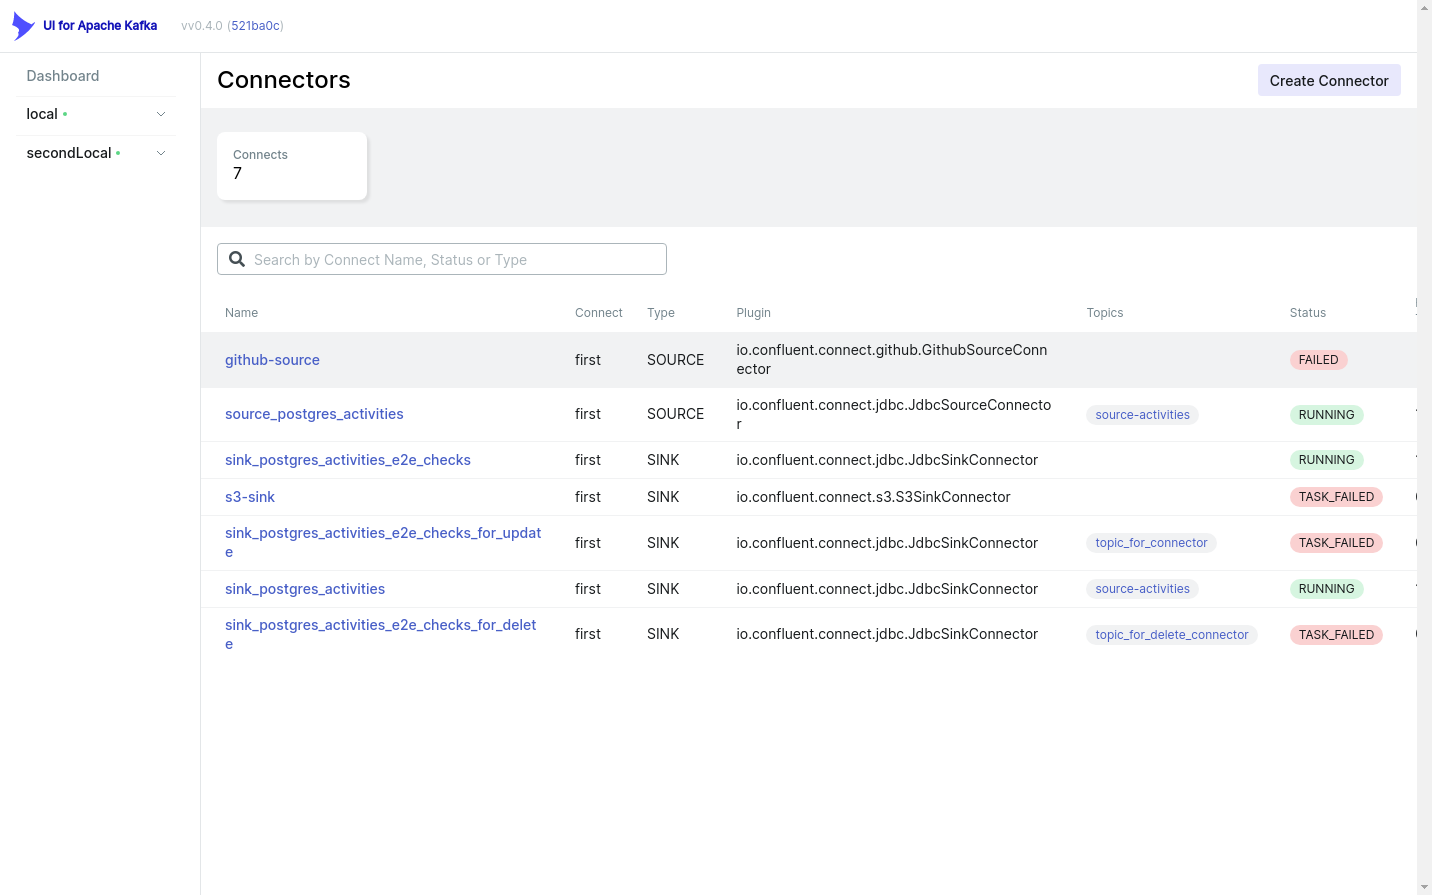 UI for Apache Kafka vv0.4.0 (521ba0c)
Dashboard
local
secondLocal
Connectors
Create Connector
Connects
7
Search by Connect Name, Status or Type
Name Connect Type Plugin Topics Status
github-source first SOURCE io.confluent.connect.github.GithubSourceConn
ector FAILED
source_postgres_activities first SOURCE io.confluent.connect.jdbc.JdbcSourceConnecto
r source-activities RUNNING
sink_postgres_activities_e2e_checks first SINK io.confluent.connect.jdbc.JdbcSinkConnector RUNNING
s3-sink first SINK io.confluent.connect.s3.S3SinkConnector TASK_FAILED
sink_postgres_activities_e2e_checks_for_updat
e first SINK io.confluent.connect.jdbc.JdbcSinkConnector topic_for_connector TASK_FAILED
sink_postgres_activities first SINK io.confluent.connect.jdbc.JdbcSinkConnector source-activities RUNNING
sink_postgres_activities_e2e_checks_for_delet
e first SINK io.confluent.connect.jdbc.JdbcSinkConnector topic_for_delete_connector TASK_FAILED